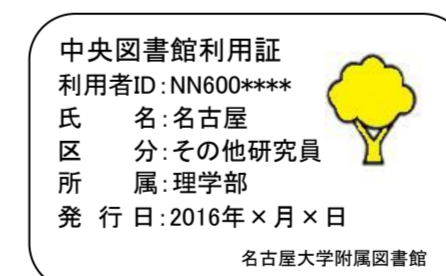 中央図書館利用証
利用者ID:NN600****
氏　　名:名古屋
区　　分:その他研究員
所　　属:理学部
発 行 日:2016年×月×日
名古屋大学附属図書館